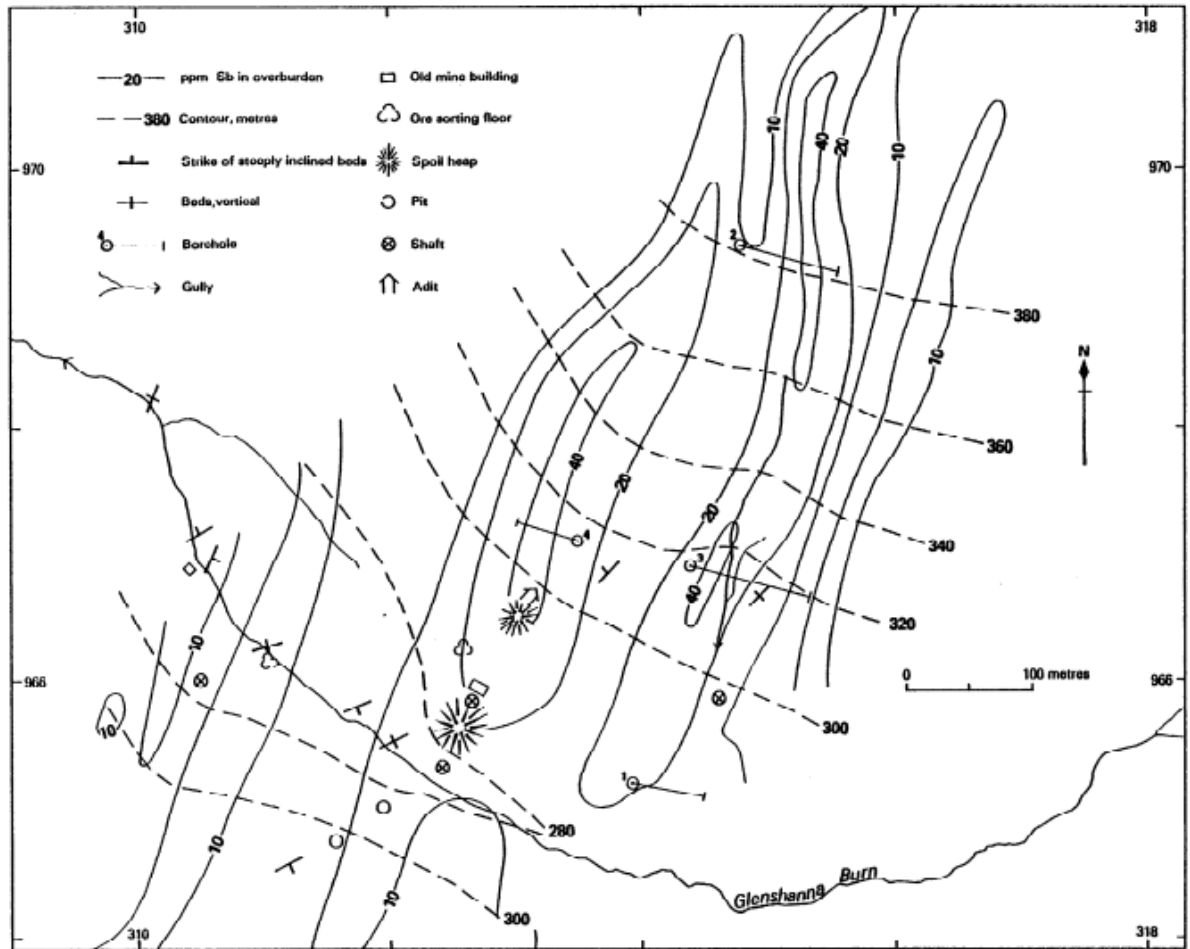 310
318
20 ppm Sb in overburden
Old mine building
380 Contour, metres
Ore sorting floor
Strike of steeply inclined beds
Spoil heap
Beds, vertical
Pit
4 Borehole
Shaft
Gully
Adit
970
970
10
40
20
10
2
380
10
N
360
40
20
20
340
4
3
40
320
10
966
966
0 100 metres
300
10
1
280
10
10
300
Glenshanna Burn
310
318